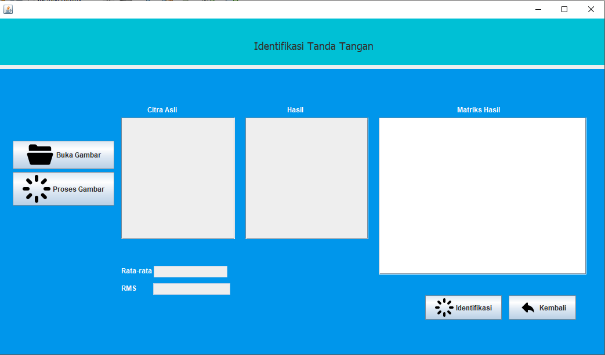 Identifikasi Tanda Tangan
Citra Asli
Hasil
Matriks Hasil
Buka Gambar
Proses Gambar
Rata-rata
RMS
Identifikasi
Kembali